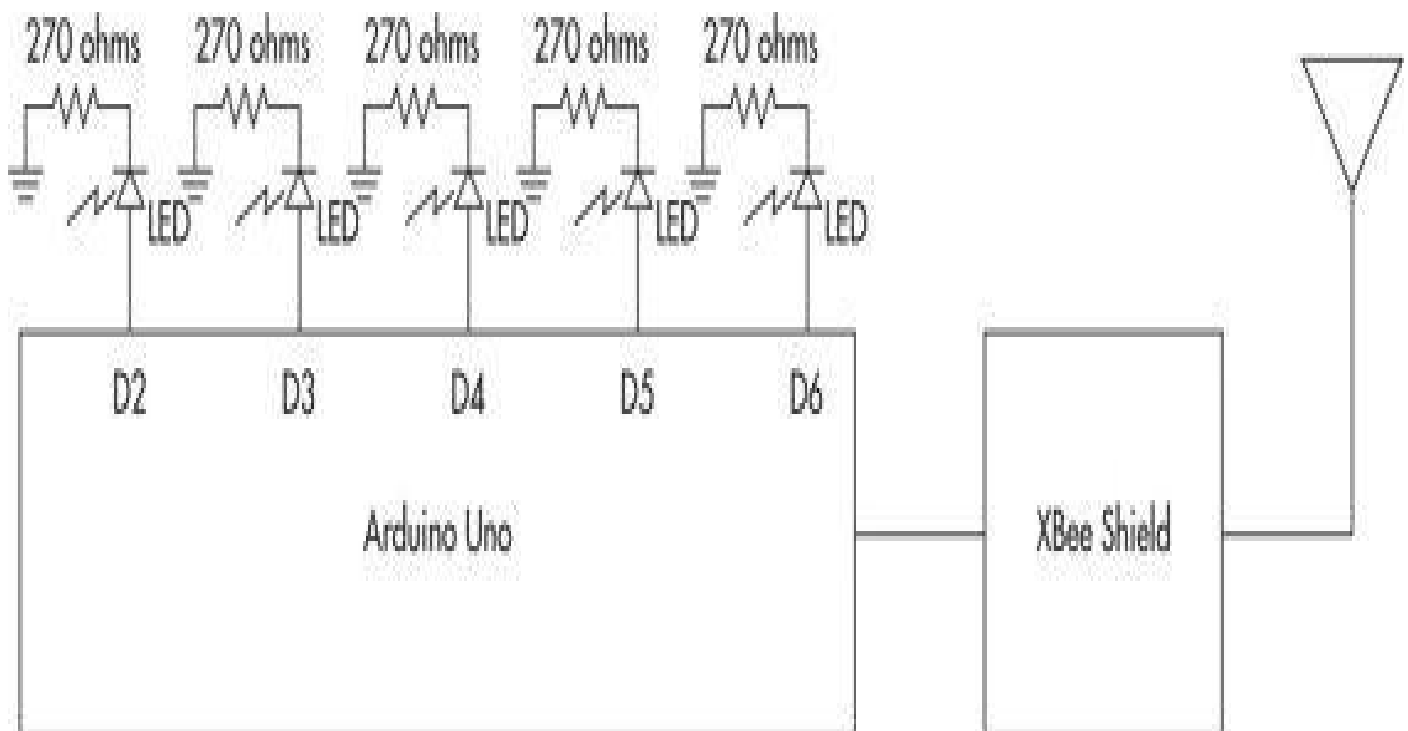 270 ohms 270 ohms 270 ohms 270 ohms 270 ohms
LED LED LED LED LED
D2 D3 D4 D5 D6
Arduino Uno XBee Shield